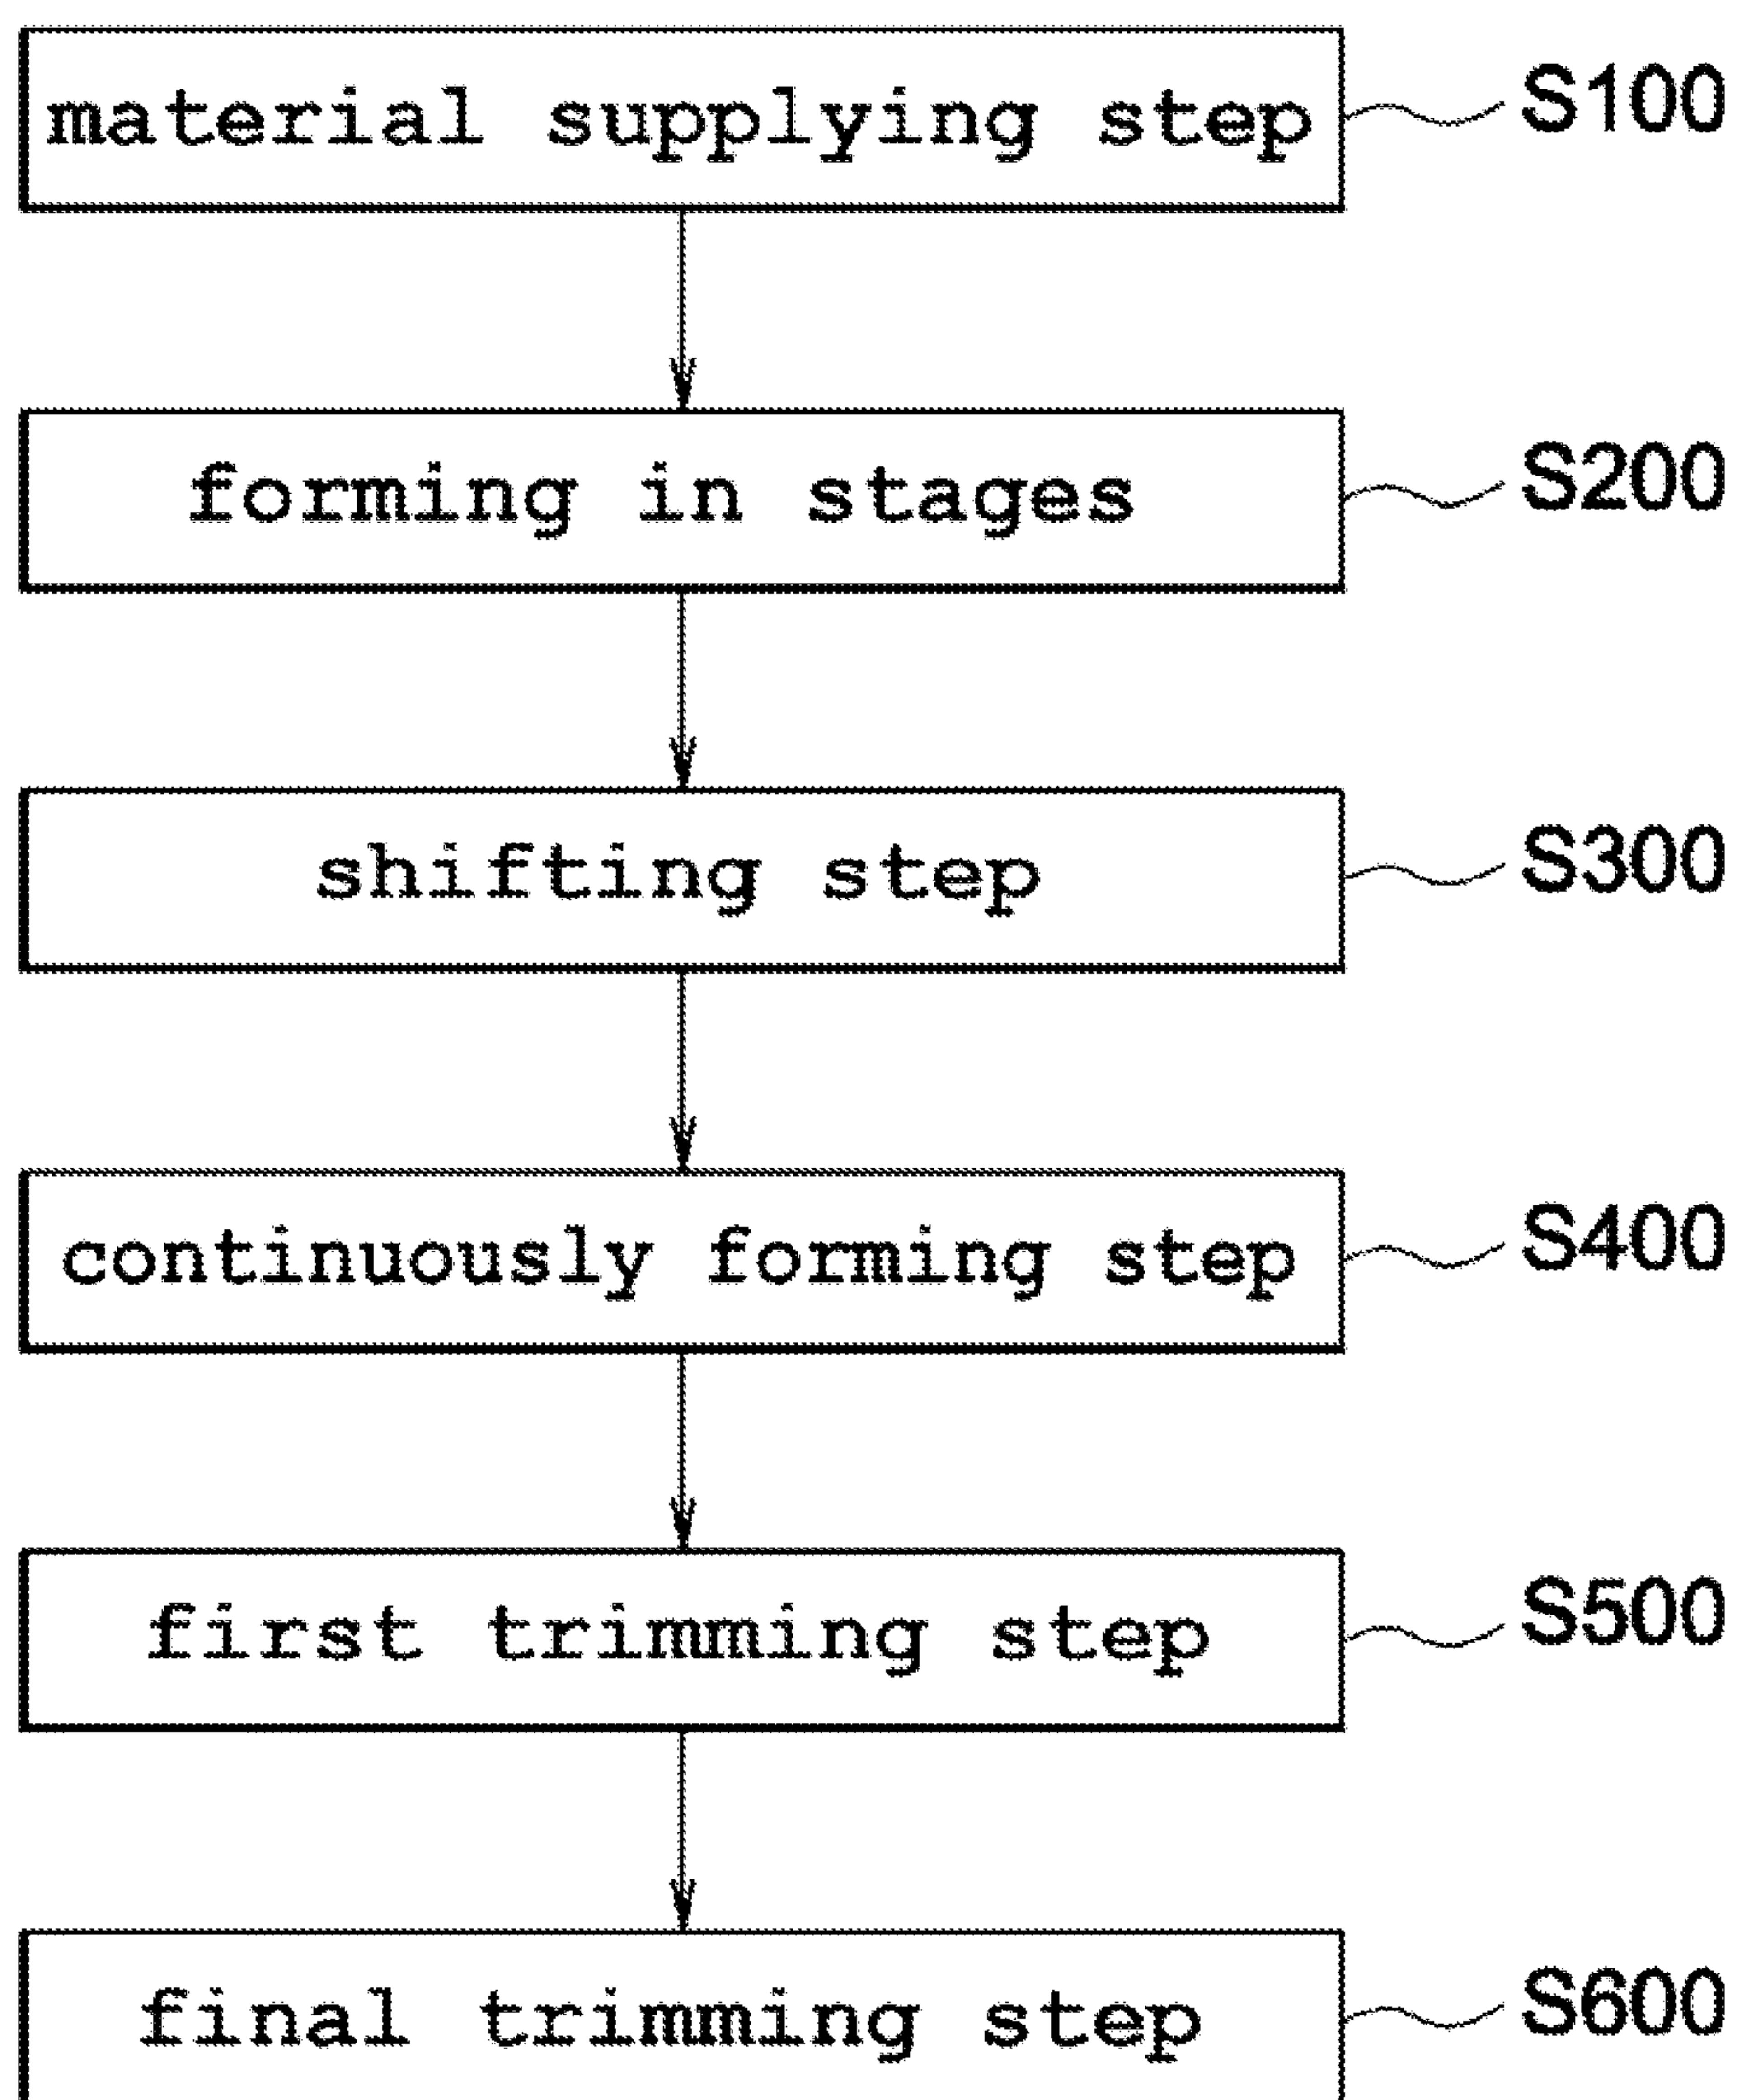 material supplying step S100
forming in stages S200
shifting step S300
continuously forming step S400
first trimming step S500
final trimming step S600